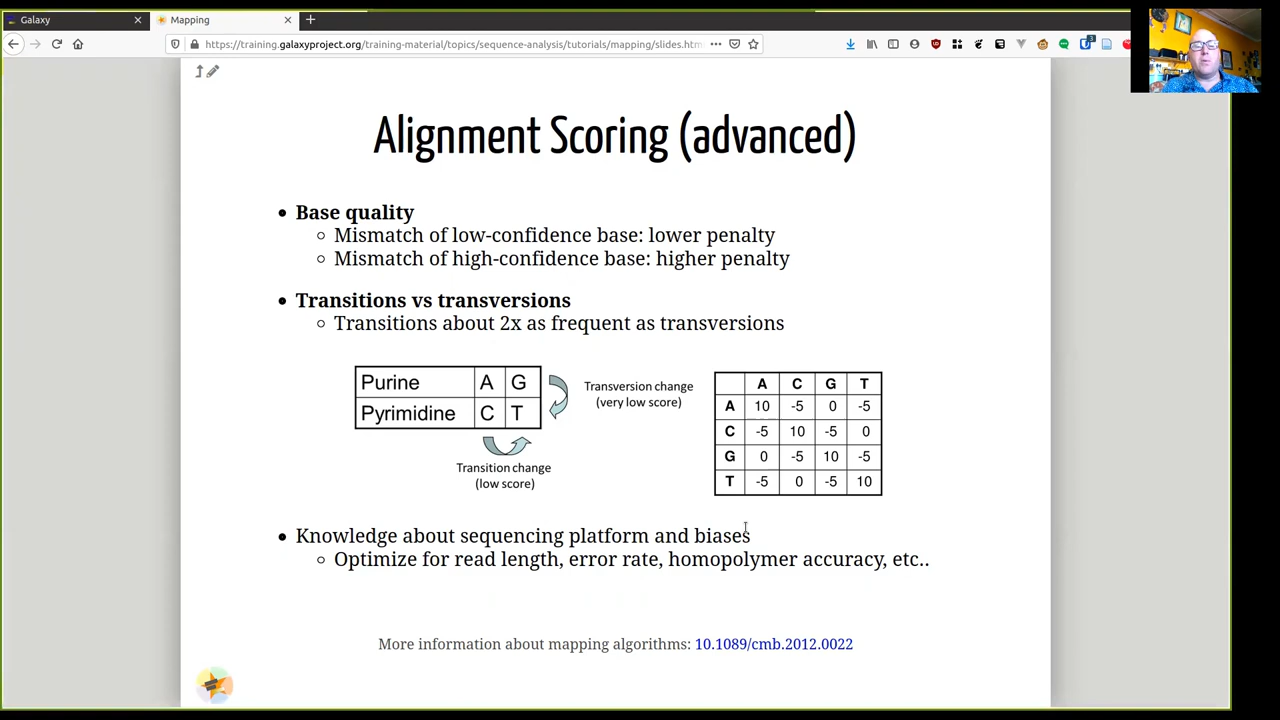 Galaxy
Mapping
https://training.galaxyproject.org/training-material/topics/sequence-analysis/tutorials/mapping/slides.htm
Alignment Scoring (advanced)
Base quality
Mismatch of low-confidence base: lower penalty
Mismatch of high-confidence base: higher penalty
Transitions vs transversions
Transitions about 2x as frequent as transversions
Purine A G
Pyrimidine C T
Transversion change
(very low score)
Transition change
(low score)
A C G T
A 10 -5 0 -5
C -5 10 -5 0
G 0 -5 10 -5
T -5 0 -5 10
Knowledge about sequencing platform and biases
Optimize for read length, error rate, homopolymer accuracy, etc..
More information about mapping algorithms: 10.1089/cmb.2012.0022